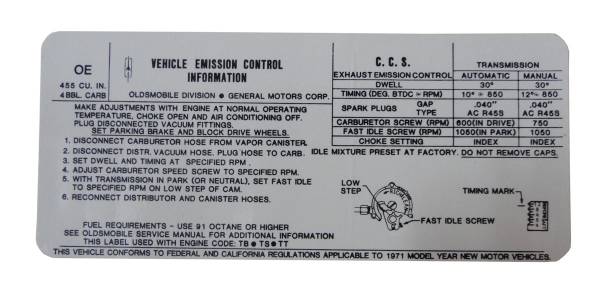 OE
455 CU. IN.
4BBL. CARB
VEHICLE EMISSION CONTROL
INFORMATION
OLDSMOBILE DIVISION ● GENERAL MOTORS CORP.
C. C. S.
EXHAUST EMISSION CONTROL
TRANSMISSION
AUTOMATIC MANUAL
DWELL 30° 30°
TIMING (DEG. BTDC @ RPM) 10° @ 850 12° @ 850
SPARK PLUGS GAP .040" .040"
TYPE AC R45S AC R45S
CARBURETOR SCREW (RPM) 600(IN DRIVE) 750
FAST IDLE SCREW (RPM) 1050(IN PARK) 1050
CHOKE SETTING INDEX INDEX
MAKE ADJUSTMENTS WITH ENGINE AT NORMAL OPERATING
TEMPERATURE, CHOKE OPEN AND AIR CONDITIONING OFF.
PLUG DISCONNECTED VACUUM FITTINGS.
SET PARKING BRAKE AND BLOCK DRIVE WHEELS.
1. DISCONNECT CARBURETOR HOSE FROM VAPOR CANISTER.
2. DISCONNECT DISTR. VACUUM HOSE. PLUG HOSE TO CARB.
3. SET DWELL AND TIMING AT SPECIFIED RPM.
4. ADJUST CARBURETOR SPEED SCREW TO SPECIFIED RPM.
5. WITH TRANSMISSION IN PARK (OR NEUTRAL), SET FAST IDLE
TO SPECIFIED RPM ON LOW STEP OF CAM.
6. RECONNECT DISTRIBUTOR AND CANISTER HOSES.
IDLE MIXTURE PRESET AT FACTORY. DO NOT REMOVE CAPS.
LOW
STEP
FAST IDLE SCREW
TIMING MARK
FUEL REQUIREMENTS - USE 91 OCTANE OR HIGHER
SEE OLDSMOBILE SERVICE MANUAL FOR ADDITIONAL INFORMATION
THIS LABEL USED WITH ENGINE CODE: TB ● TS ● TT
THIS VEHICLE CONFORMS TO FEDERAL AND CALIFORNIA REGULATIONS APPLICABLE TO 1971 MODEL YEAR NEW MOTOR VEHICLES.